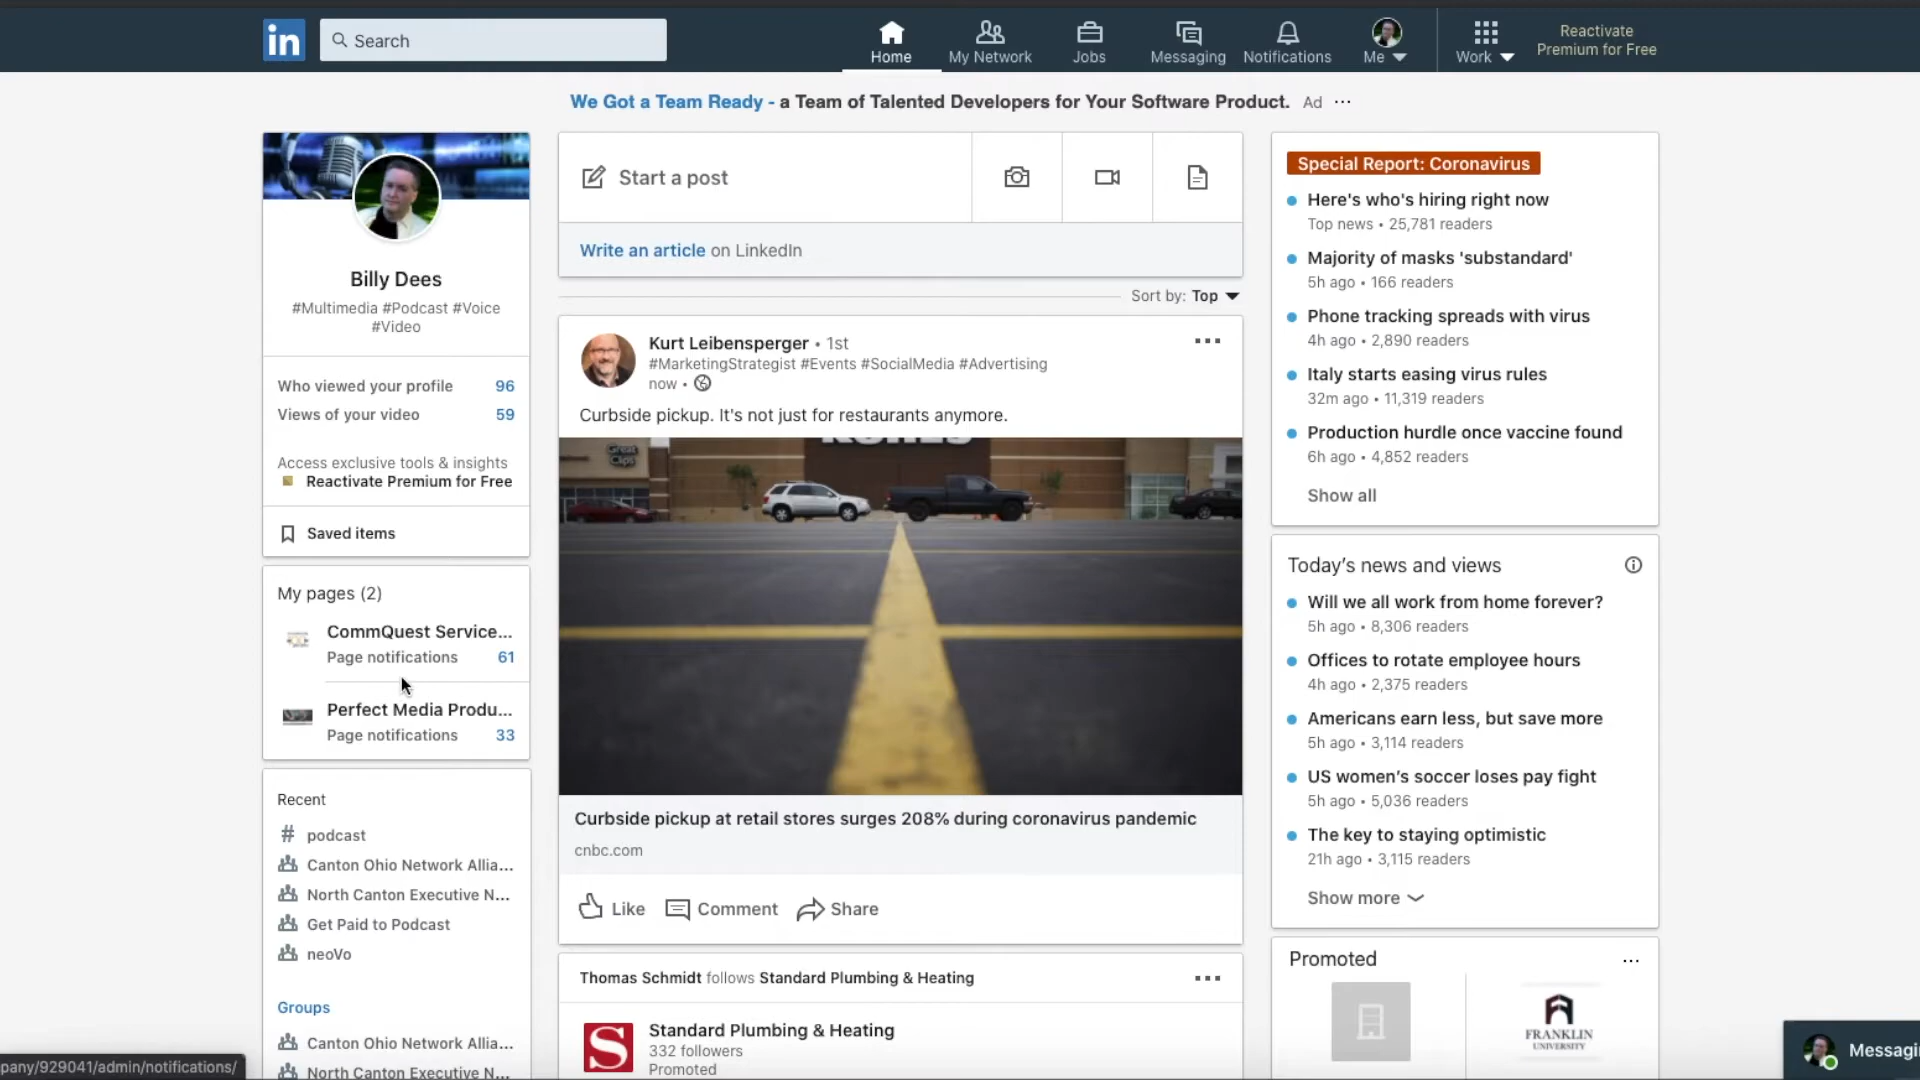 in
Search
Home
My Network
Jobs
Messaging
Notifications
Me
Work
Reactivate
Premium for Free
We Got a Team Ready - a Team of Talented Developers for Your Software Product. Ad ...
Billy Dees
#Multimedia #Podcast #Voice
#Video
Who viewed your profile 96
Views of your video 59
Access exclusive tools & insights
Reactivate Premium for Free
Saved items
My pages (2)
CommQuest Service...
Page notifications 61
Perfect Media Produ...
Page notifications 33
Recent
# podcast
Canton Ohio Network Allia...
North Canton Executive N...
Get Paid to Podcast
neoVo
Groups
Canton Ohio Network Allia...
North Canton Executive N...
pany/929041/admin/notifications/
Start a post
Write an article on LinkedIn
Sort by: Top
Kurt Leibensperger • 1st
#MarketingStrategist #Events #SocialMedia #Advertising
now •
Curbside pickup. It's not just for restaurants anymore.
Great
Clips
KOHL'S
Curbside pickup at retail stores surges 208% during coronavirus pandemic
cnbc.com
Like
Comment
Share
Thomas Schmidt follows Standard Plumbing & Heating
S
Standard Plumbing & Heating
332 followers
Promoted
Special Report: Coronavirus
Here's who's hiring right now
Top news • 25,781 readers
Majority of masks 'substandard'
5h ago • 166 readers
Phone tracking spreads with virus
4h ago • 2,890 readers
Italy starts easing virus rules
32m ago • 11,319 readers
Production hurdle once vaccine found
6h ago • 4,852 readers
Show all
Today’s news and views
Will we all work from home forever?
5h ago • 8,306 readers
Offices to rotate employee hours
4h ago • 2,375 readers
Americans earn less, but save more
5h ago • 3,114 readers
US women’s soccer loses pay fight
5h ago • 5,036 readers
The key to staying optimistic
21h ago • 3,115 readers
Show more
Promoted
FRANKLIN
UNIVERSITY
Messagi